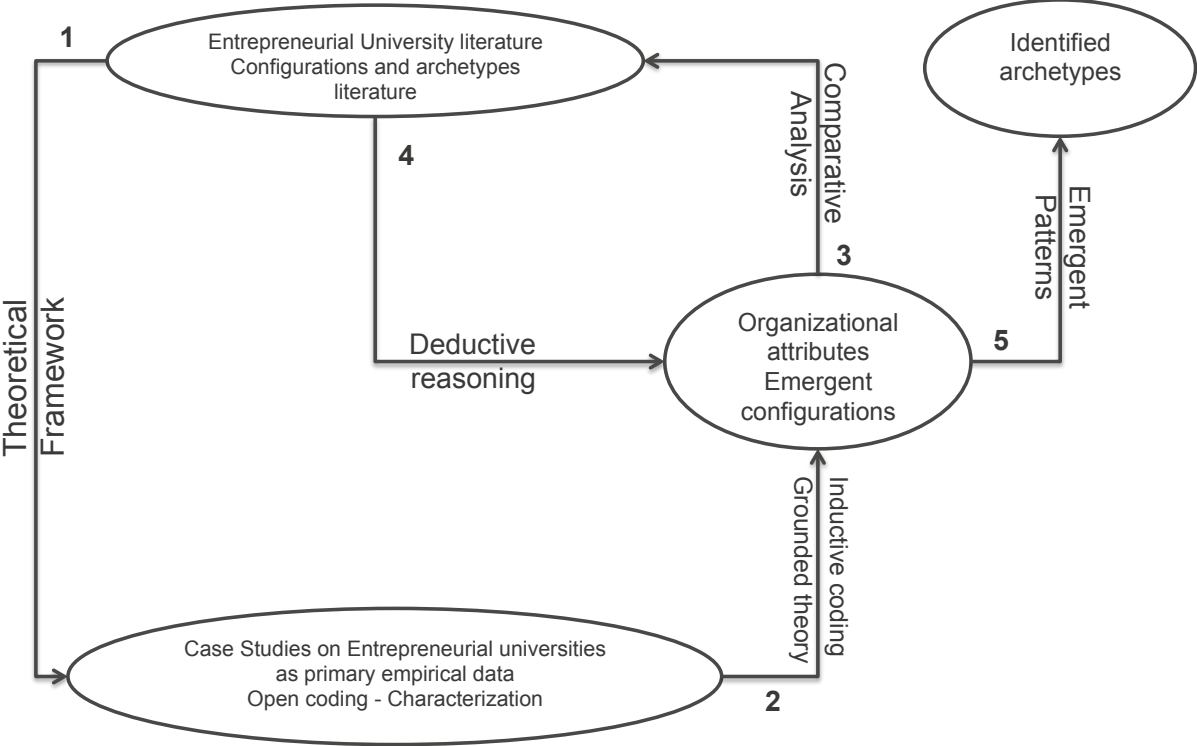 1
Entrepreneurial University literature
Configurations and archetypes
literature
Identified
archetypes
4
Comparative
Analysis
Emergent
Patterns
3
Theoretical
Framework
Deductive
reasoning
Organizational
attributes
Emergent
configurations
5
Inductive coding
Grounded theory
Case Studies on Entrepreneurial universities
as primary empirical data
Open coding - Characterization
2